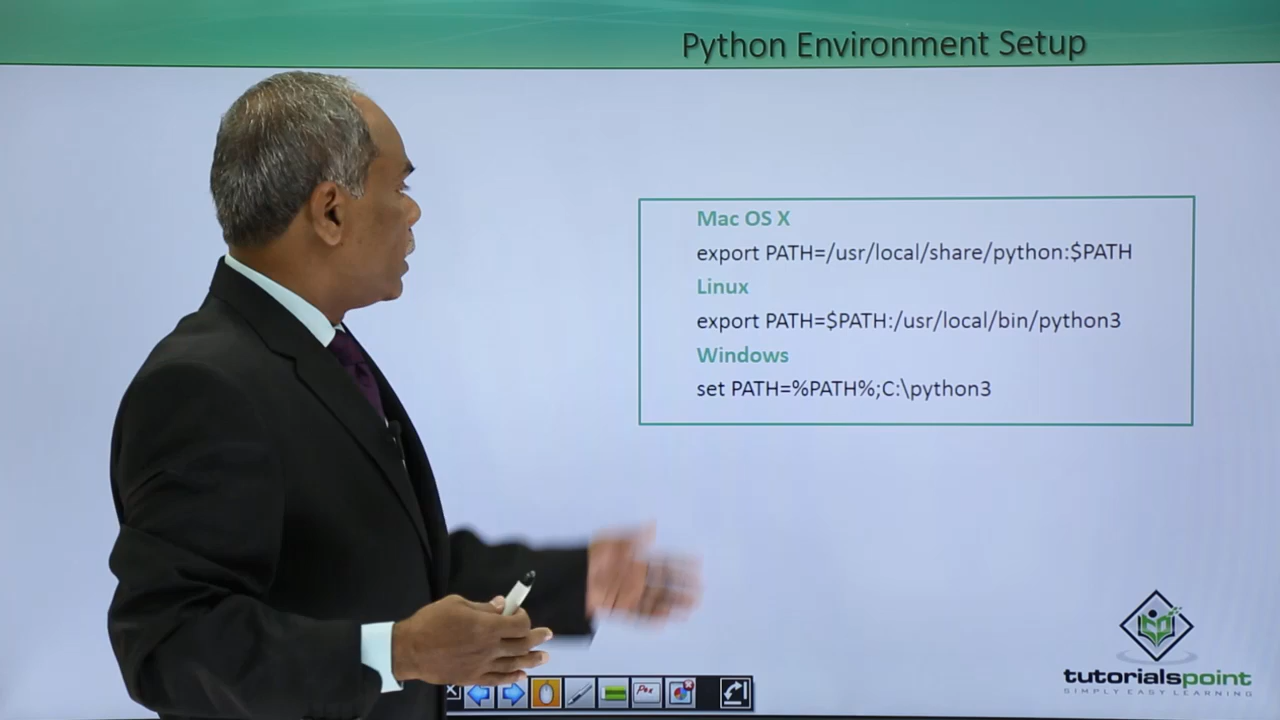 Python Environment Setup
Mac OS X
export PATH=/usr/local/share/python:$PATH
Linux
export PATH=$PATH:/usr/local/bin/python3
Windows
set PATH=%PATH%;C:\python3
tutorialspoint
SIMPLY EASY LEARNING